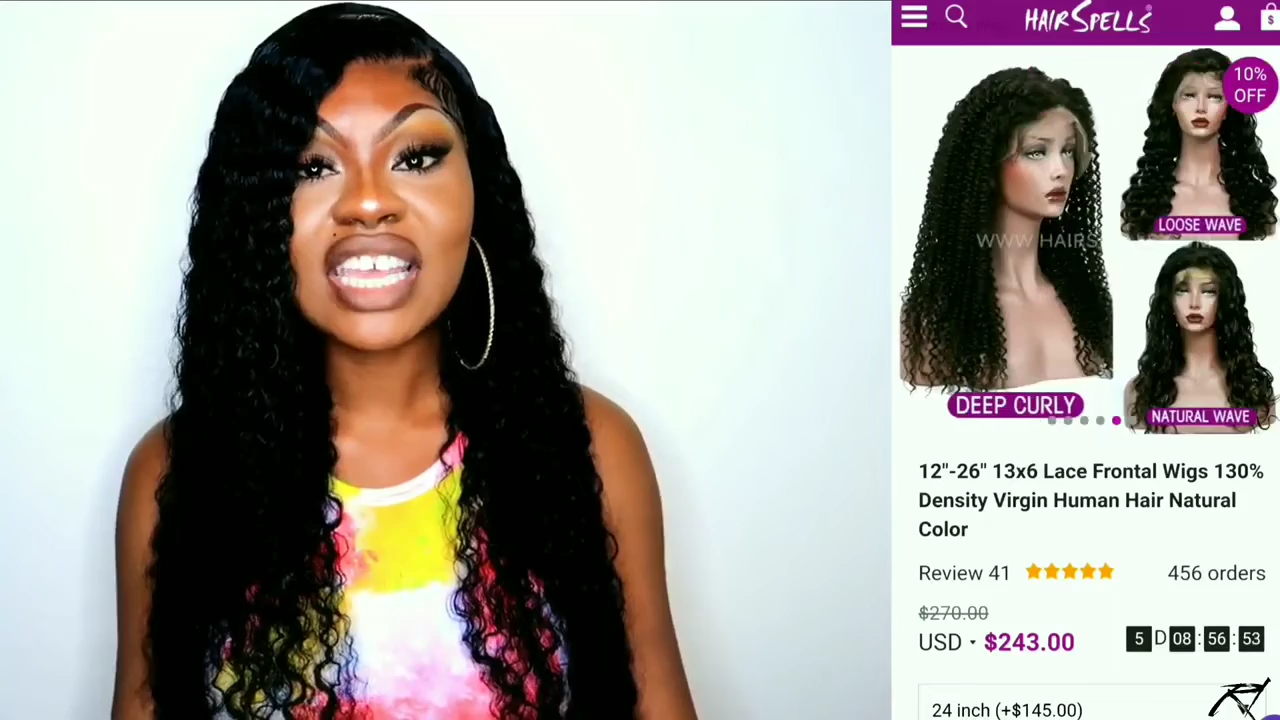 HAIRSPELLS
$
10%
OFF
WWW HAIRS
LOOSE WAVE
DEEP CURLY
NATURAL WAVE
12"-26" 13x6 Lace Frontal Wigs 130%
Density Virgin Human Hair Natural
Color
Review 41 456 orders
$270.00
USD $243.00 5 D 08 : 56 : 53
24 inch (+$145.00)